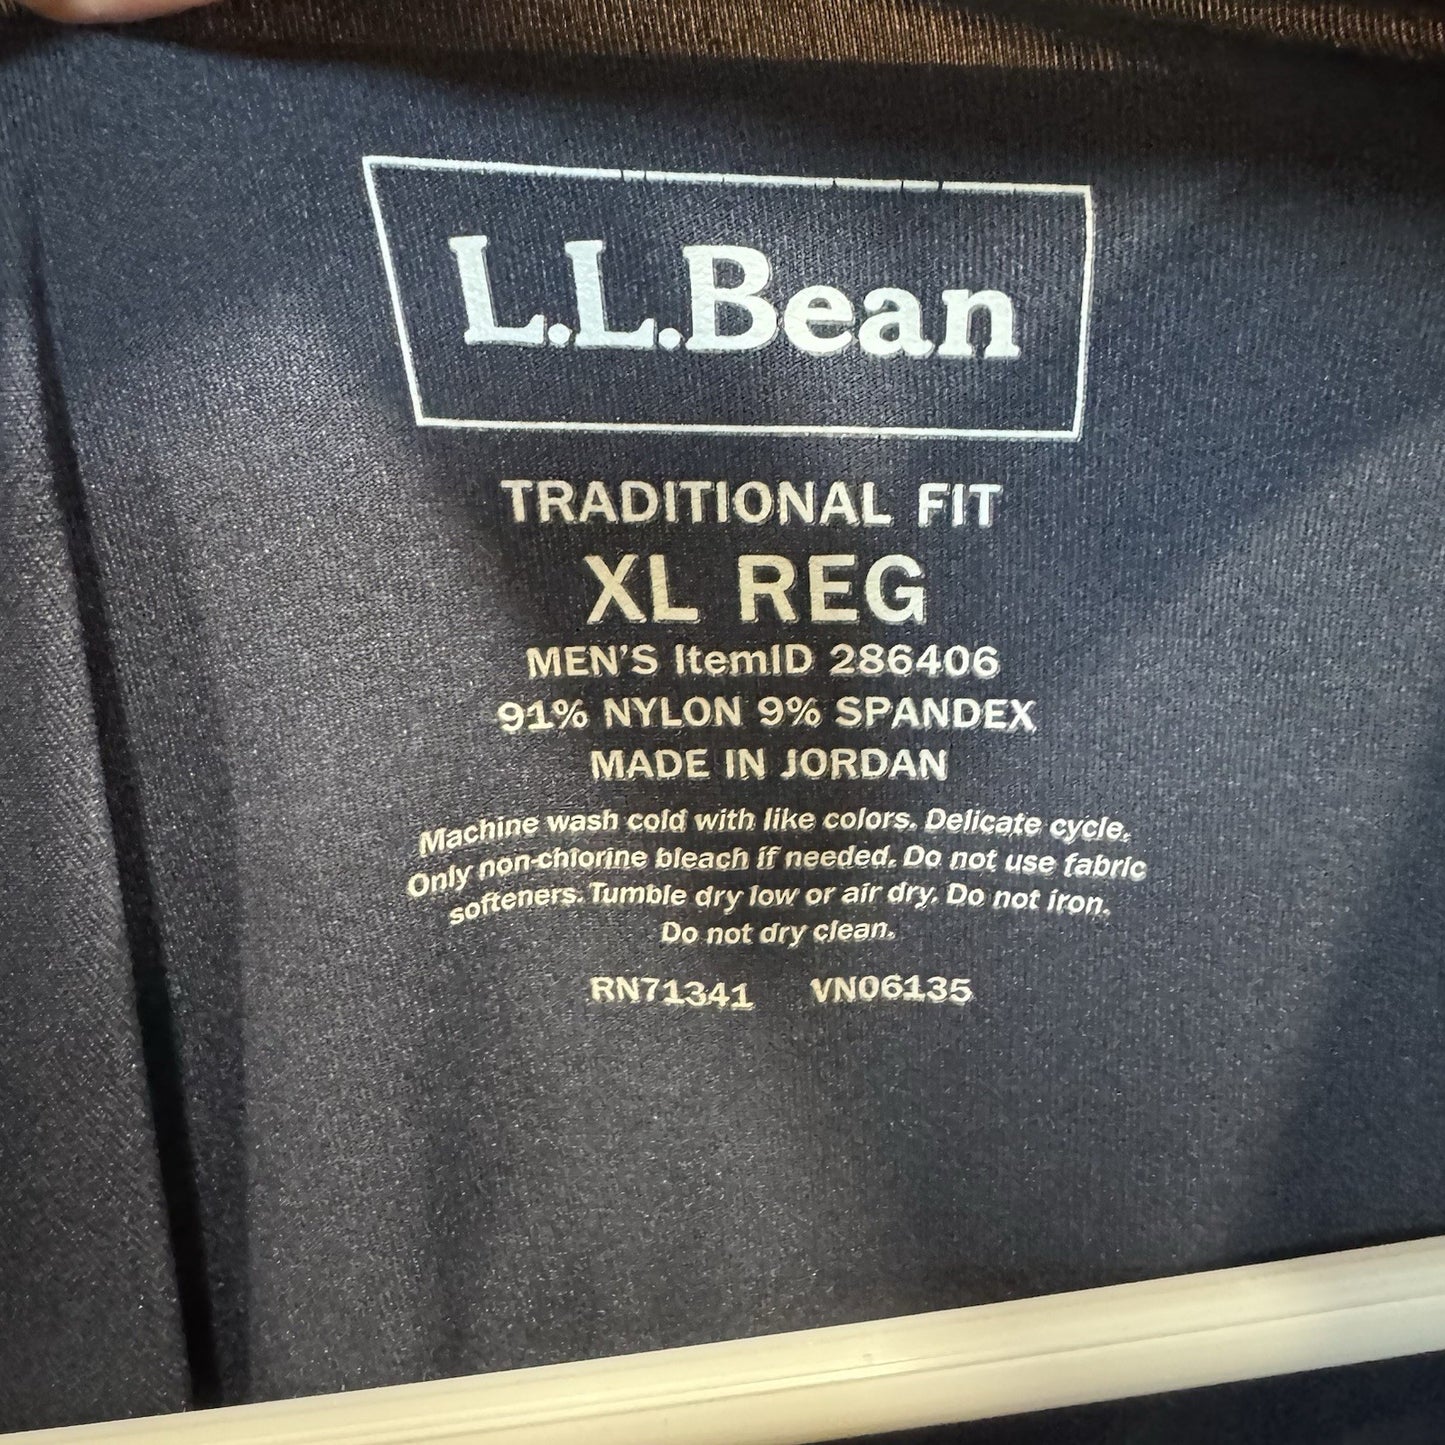 L.L.Bean
TRADITIONAL FIT
XL REG
MEN'S ItemID 286406
91% NYLON 9% SPANDEX
MADE IN JORDAN
Machine wash cold with like colors. Delicate cycle.
Only non-chlorine bleach if needed. Do not use fabric
softeners. Tumble dry low or air dry. Do not iron.
Do not dry clean.
RN71341 VN06135